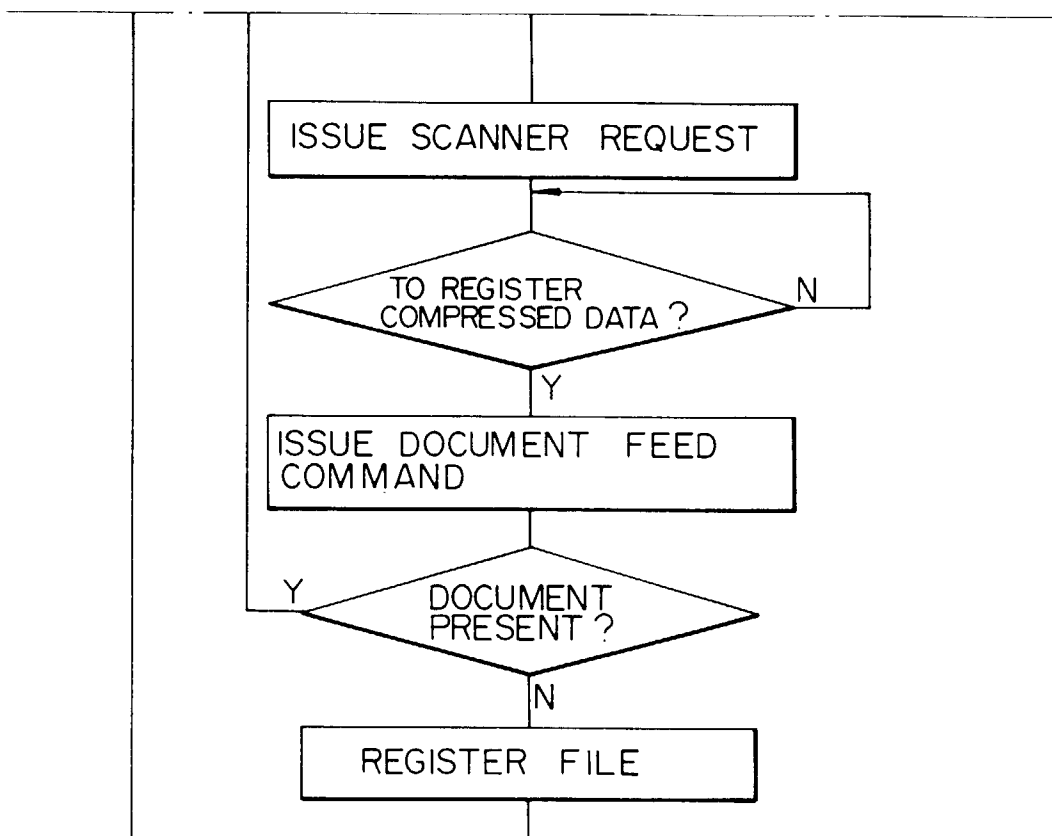 ISSUE SCANNER REQUEST
TO REGISTER
COMPRESSED DATA ?
N
Y
ISSUE DOCUMENT FEED
COMMAND
Y
DOCUMENT
PRESENT ?
N
REGISTER FILE